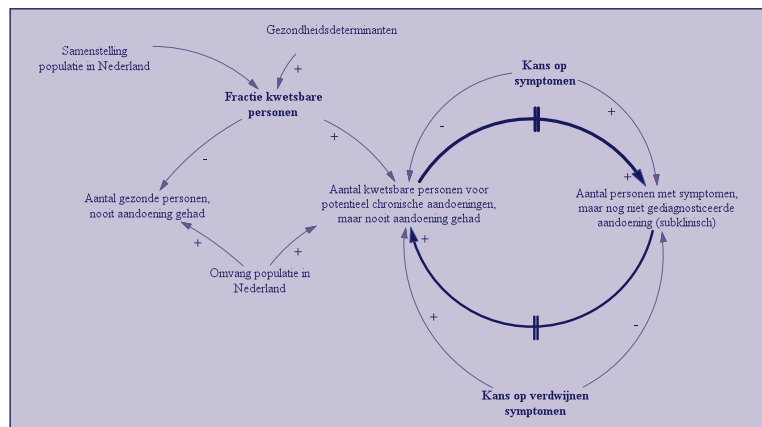 Gezondheidsdeterminanten
Samenstelling
populatie in Nederland
+
Kans op
symptomen
Fractie kwetsbare
personen
+
-
+
-
+
Aantal gezonde personen,
nooit aandoening gehad
Aantal kwetsbare personen voor
potentieel chronische aandoeningen,
maar nooit aandoening gehad
Aantal personen met symptomen,
maar nog niet gediagnosticeerde
aandoening (subklinisch)
+
+
+
Omvang populatie in
Nederland
+
-
Kans op verdwijnen
symptomen